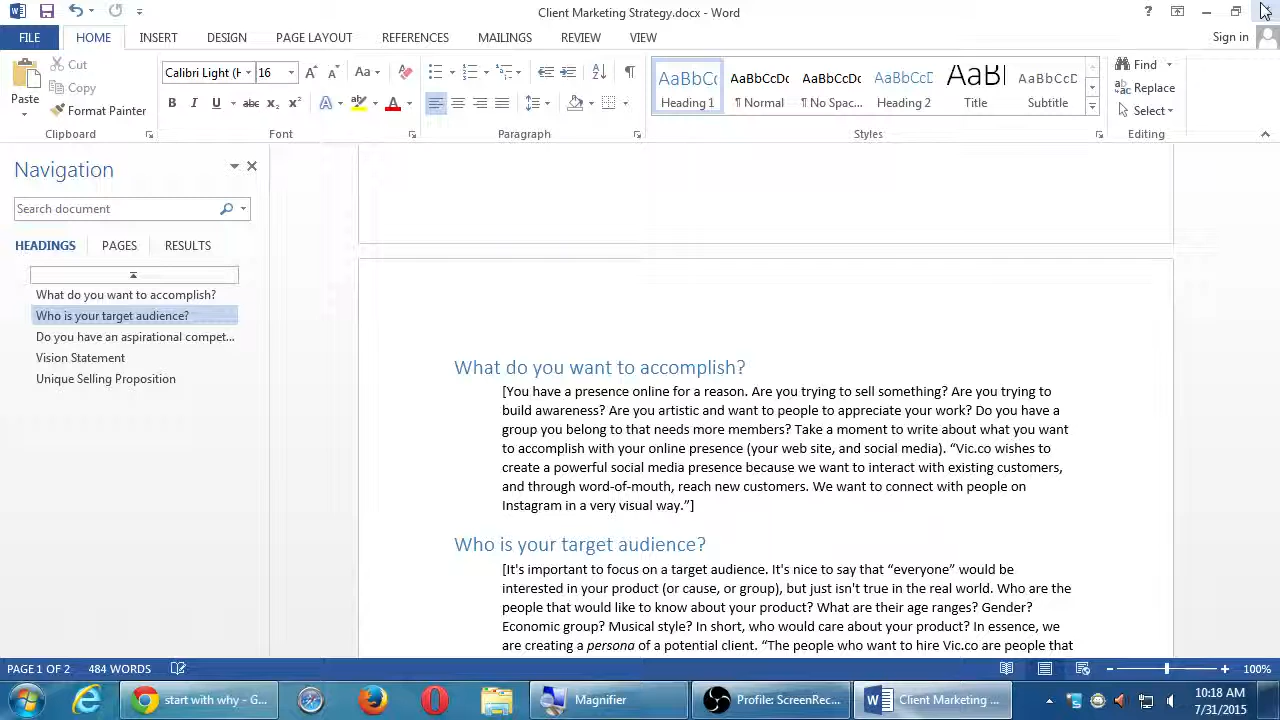 Client Marketing Strategy.docx - Word
FILE
HOME
INSERT
DESIGN
PAGE LAYOUT
REFERENCES
MAILINGS
REVIEW
VIEW
Sign in
Paste
Cut
Copy
Format Painter
Clipboard
Calibri Light (H
16
Font
Paragraph
AaBbCc
Heading 1
AaBbCcDc
¶ Normal
AaBbCcDc
¶ No Spac...
AaBbCcD
Heading 2
AaB
Title
AaBbCcD
Subtitle
Styles
Find
Replace
Select
Editing
Navigation
Search document
HEADINGS
PAGES
RESULTS
What do you want to accomplish?
Who is your target audience?
Do you have an aspirational compet...
Vision Statement
Unique Selling Proposition
What do you want to accomplish?
[You have a presence online for a reason. Are you trying to sell something? Are you trying to
build awareness? Are you artistic and want to people to appreciate your work? Do you have a
group you belong to that needs more members? Take a moment to write about what you want
to accomplish with your online presence (your web site, and social media). “Vic.co wishes to
create a powerful social media presence because we want to interact with existing customers,
and through word-of-mouth, reach new customers. We want to connect with people on
Instagram in a very visual way.”]
Who is your target audience?
[It's important to focus on a target audience. It's nice to say that “everyone” would be
interested in your product (or cause, or group), but just isn't true in the real world. Who are the
people that would like to know about your product? What are their age ranges? Gender?
Economic group? Musical style? In short, who would care about your product? In essence, we
are creating a persona of a potential client. “The people who want to hire Vic.co are people that
PAGE 1 OF 2
484 WORDS
100%
start with why - G...
Magnifier
Profile: ScreenRec...
Client Marketing ...
10:18 AM
7/31/2015